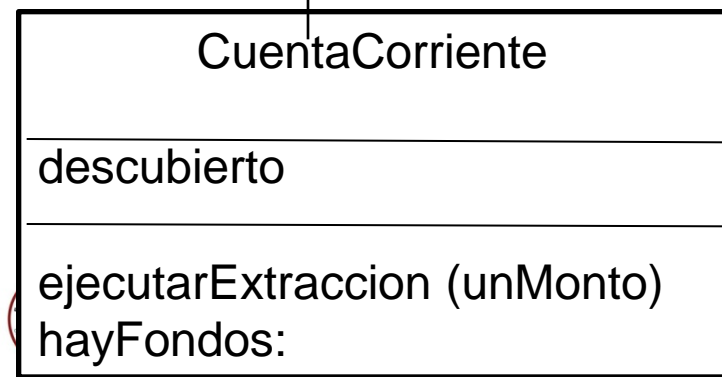 CuentaCorriente
descubierto
ejecutarExtraccion (unMonto)
hayFondos: